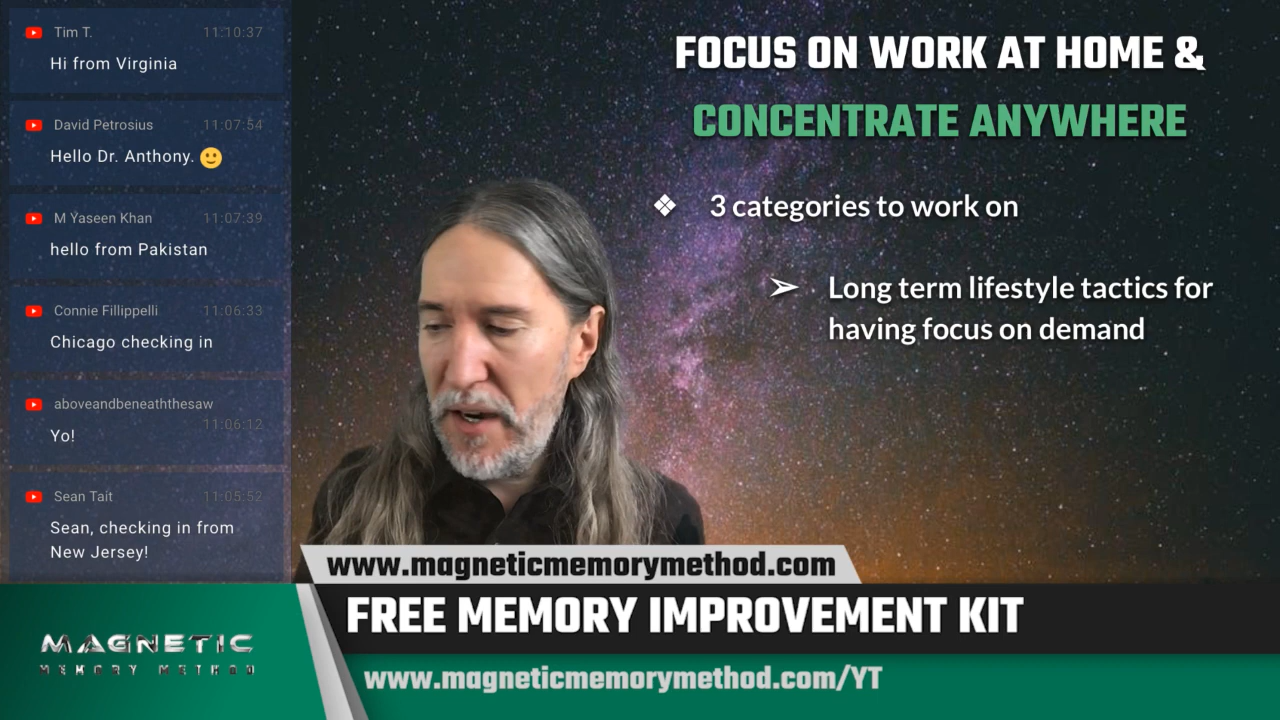 Tim T. 11:10:37
Hi from Virginia
David Petrosius 11:07:54
Hello Dr. Anthony. 🙂
M Yaseen Khan 11:07:39
hello from Pakistan
Connie Fillippelli 11:06:33
Chicago checking in
aboveandbeneaththesaw
11:06:12
Yo!
Sean Tait 11:05:52
Sean, checking in from
New Jersey!
FOCUS ON WORK AT HOME &
CONCENTRATE ANYWHERE
❖ 3 categories to work on
➢ Long term lifestyle tactics for
having focus on demand
www.magneticmemorymethod.com
FREE MEMORY IMPROVEMENT KIT
www.magneticmemorymethod.com/YT
MAGNETIC
MEMORY METHOD